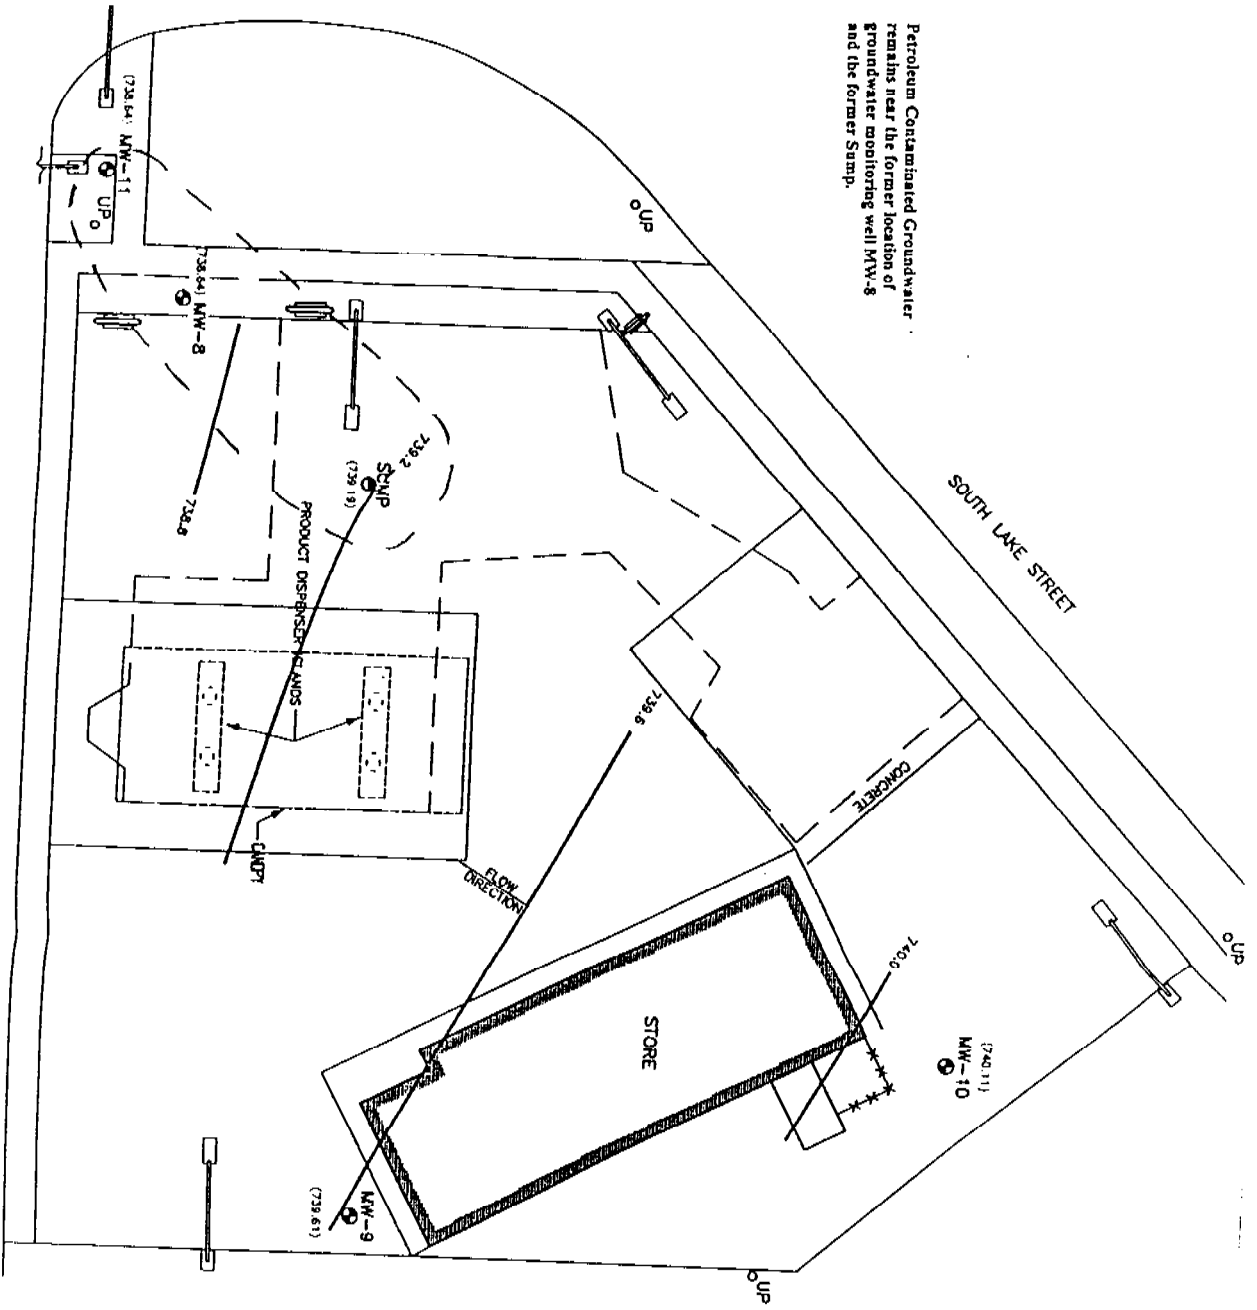 Petroleum Contaminated Groundwater
remains near the former location of
groundwater monitoring well MW-8
and the former Sump.
SOUTH LAKE STREET
UP
UP
UP
UP
(738.64)
MW-11
(738.64)
MW-8
738.8
739.2
SUMP
(739.19)
PRODUCT DISPENSER ISLANDS
CANOPY
739.6
FLOW
DIRECTION
CONCRETE
STORE
740.0
(740.11)
MW-10
MW-9
(739.61)